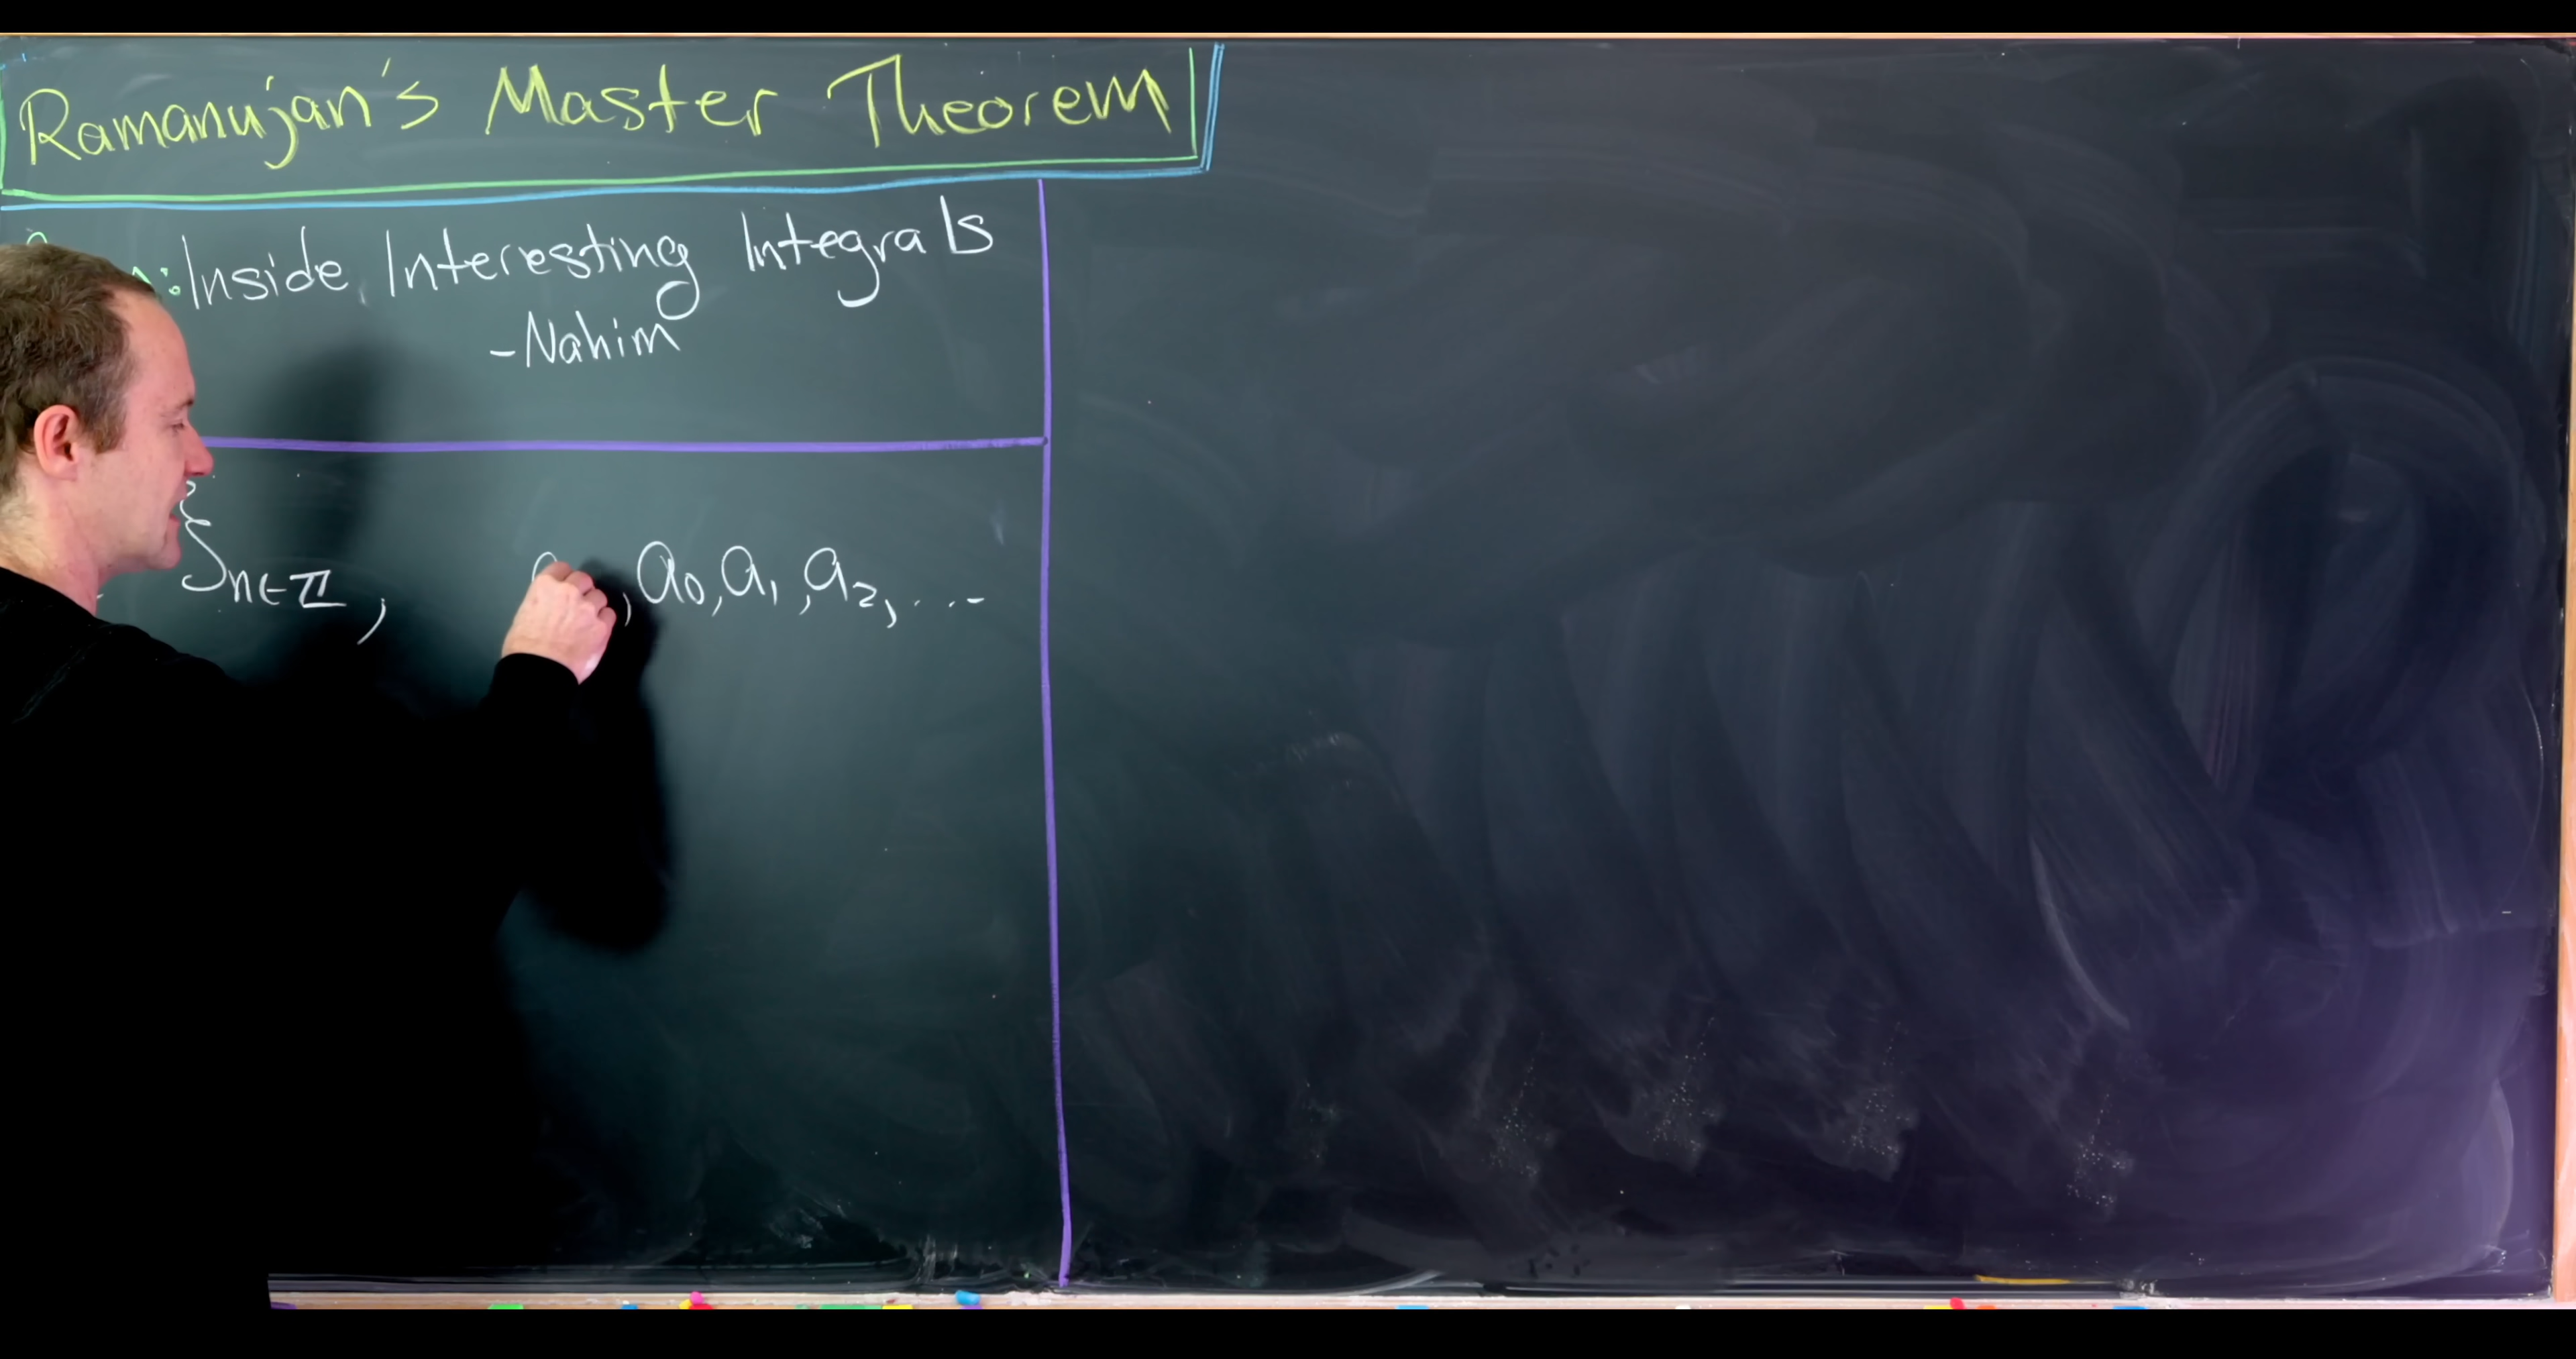 Ramanujan's Master Theorem
:Inside Interesting Integrals
-Nahim
}n∈ℤ, a , a₀, a₁, a₂, ...